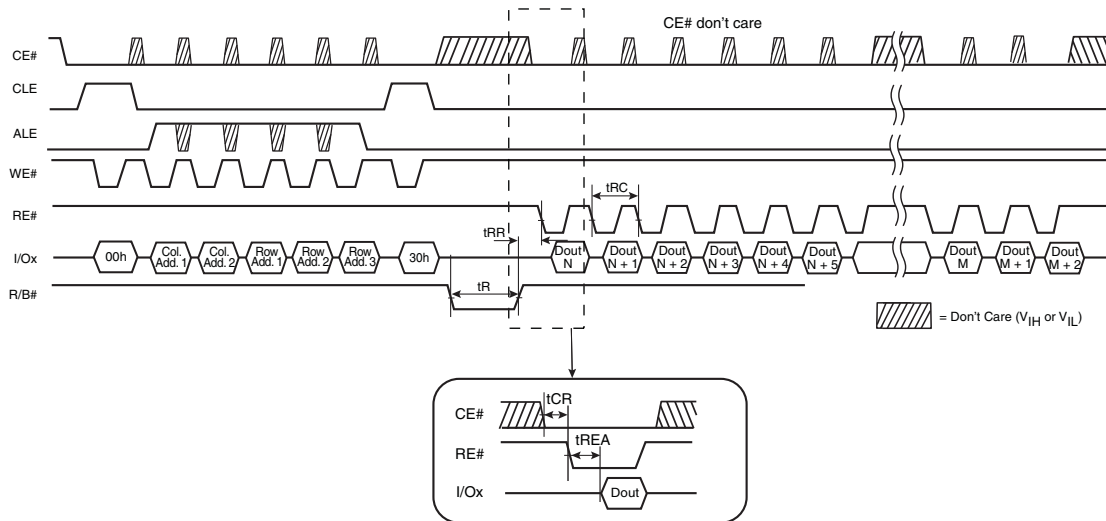 CE# don't care
CE#
CLE
ALE
WE#
RE#
tRC
tRR
I/Ox
00h
Col. Add. 1
Col. Add. 2
Row Add. 1
Row Add. 2
Row Add. 3
30h
Dout N
Dout N + 1
Dout N + 2
Dout N + 3
Dout N + 4
Dout N + 5
Dout M
Dout M + 1
Dout M + 2
R/B#
tR
= Don't Care (VIH or VIL)
CE#
tCR
RE#
tREA
I/Ox
Dout